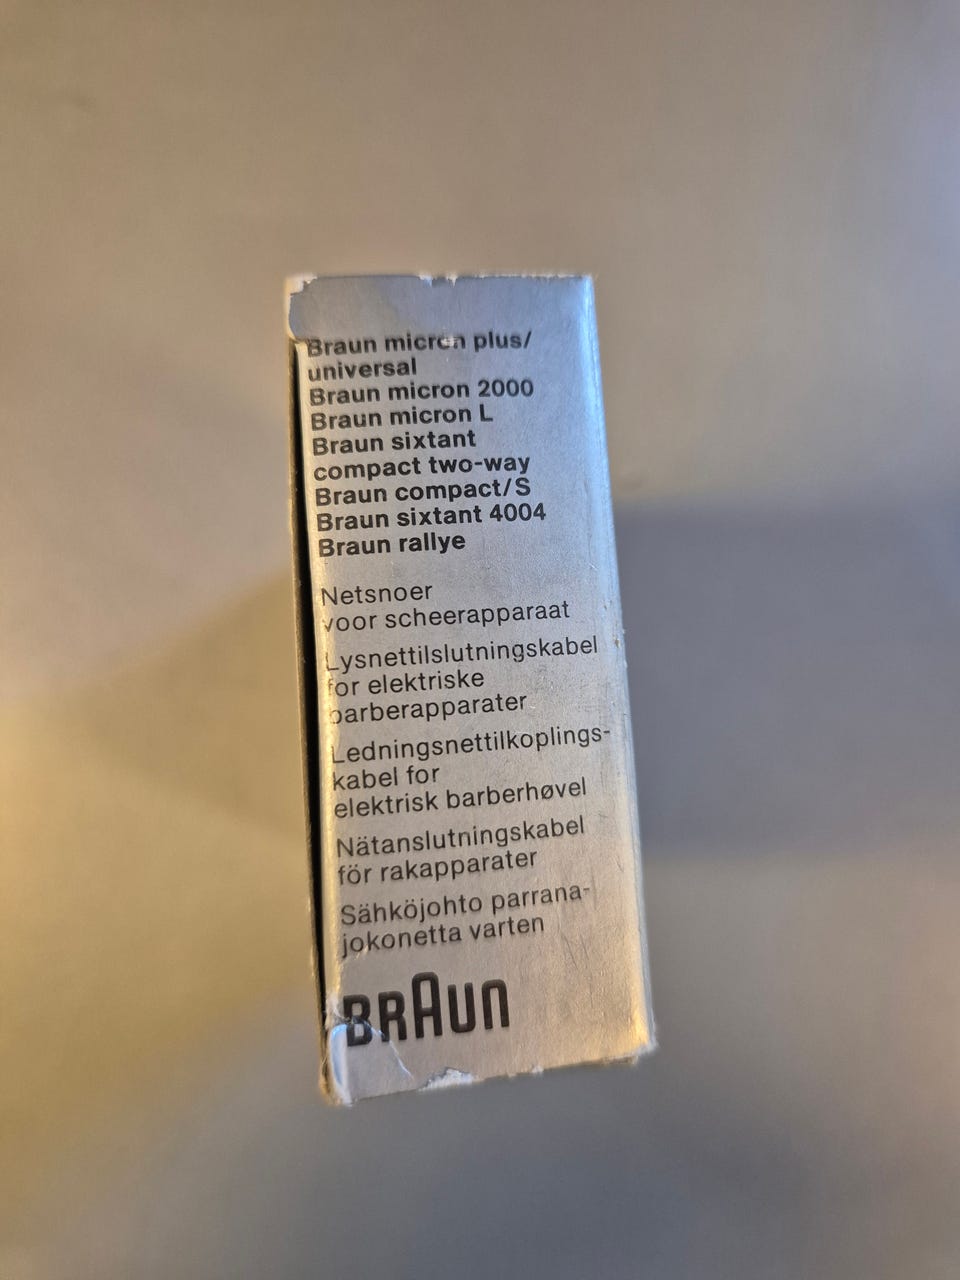 Braun micron plus/
universal
Braun micron 2000
Braun micron L
Braun sixtant
compact two-way
Braun compact/S
Braun sixtant 4004
Braun rallye
Netsnoer
voor scheerapparaat
Lysnettilslutningskabel
for elektriske
barberapparater
Ledningsnettilkoplings-
kabel for
elektrisk barberhøvel
Nätanslutningskabel
för rakapparater
Sähköjohto parrana-
jokonetta varten
BRAUN